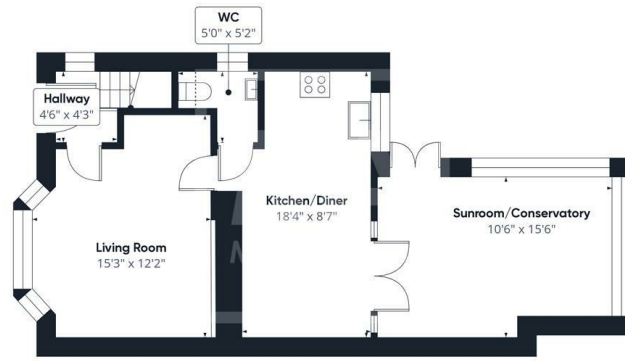 WC
5'0" x 5'2"
Hallway
4'6" x 4'3"
Kitchen/Diner
18'4" x 8'7"
Sunroom/Conservatory
10'6" x 15'6"
Living Room
15'3" x 12'2"